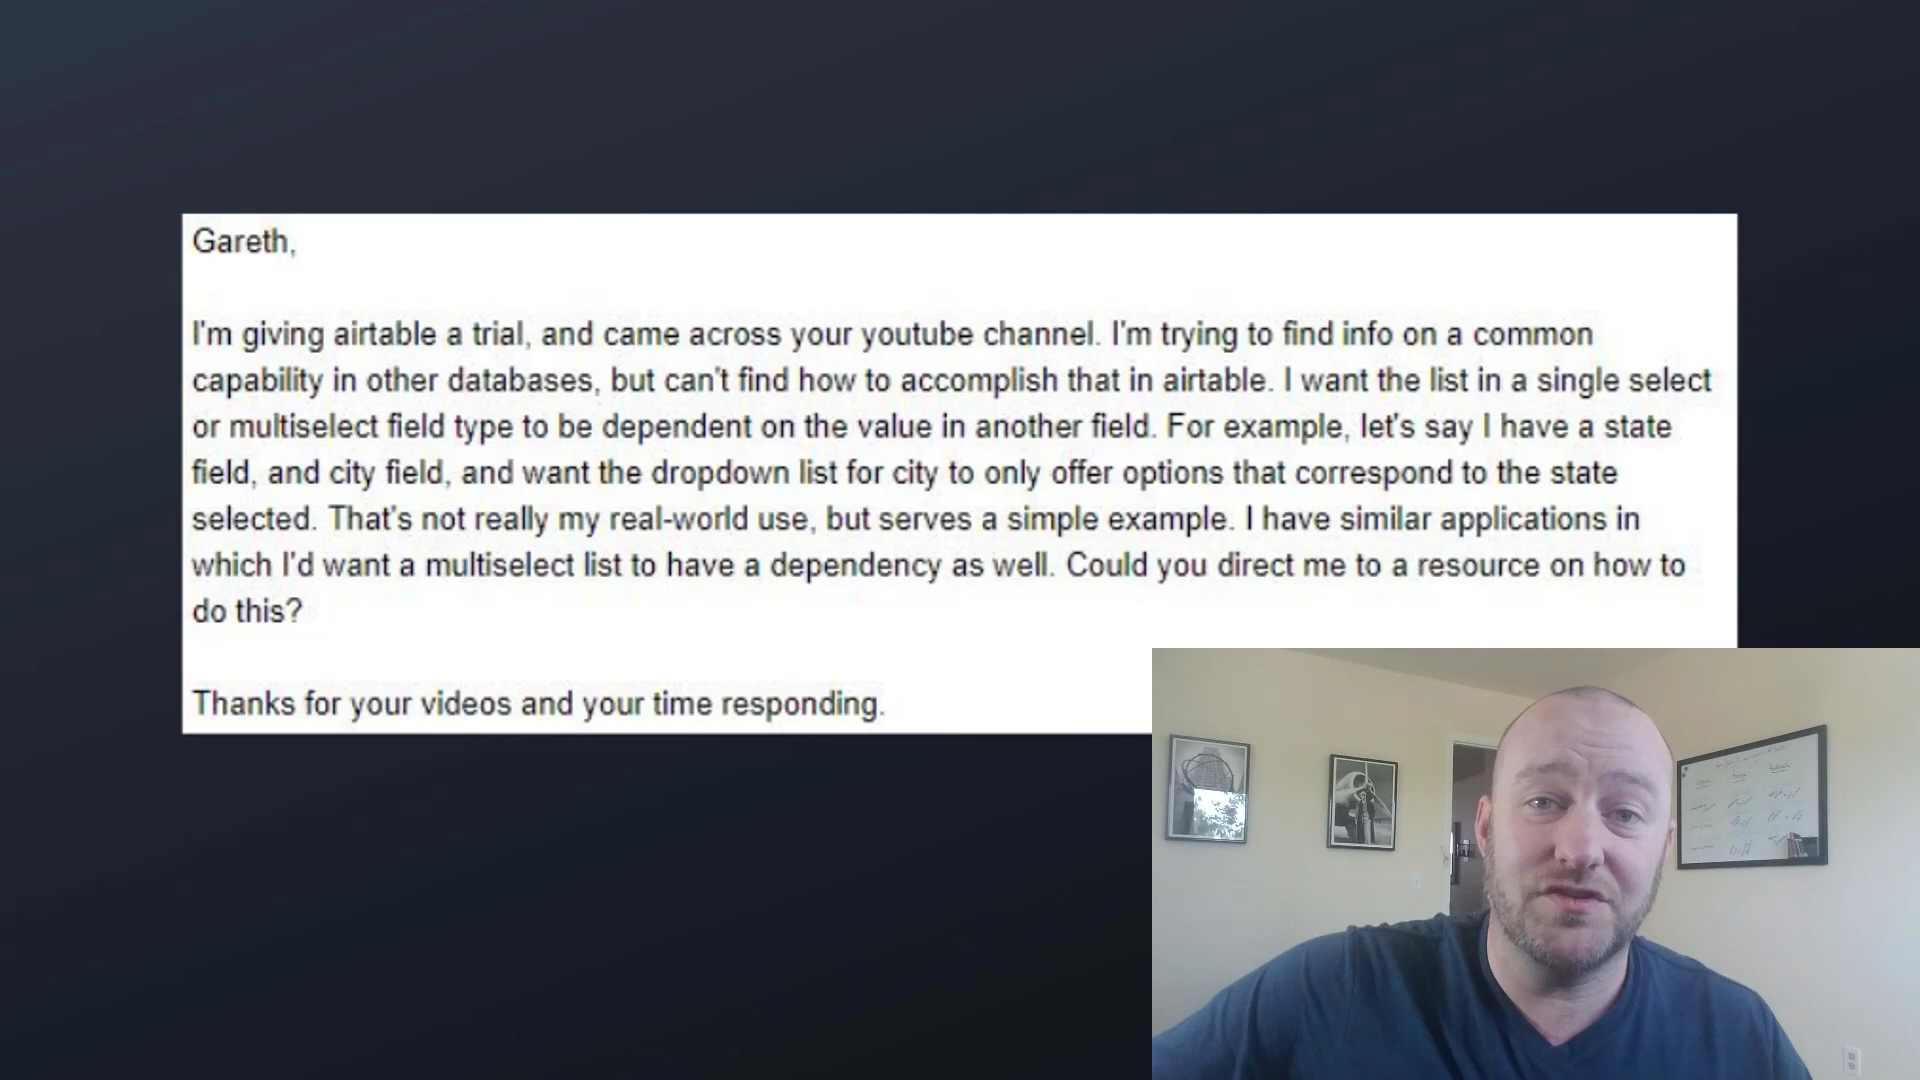 Gareth,
I'm giving airtable a trial, and came across your youtube channel. I'm trying to find info on a common
capability in other databases, but can't find how to accomplish that in airtable. I want the list in a single select
or multiselect field type to be dependent on the value in another field. For example, let's say I have a state
field, and city field, and want the dropdown list for city to only offer options that correspond to the state
selected. That's not really my real-world use, but serves a simple example. I have similar applications in
which I'd want a multiselect list to have a dependency as well. Could you direct me to a resource on how to
do this?
Thanks for your videos and your time responding.